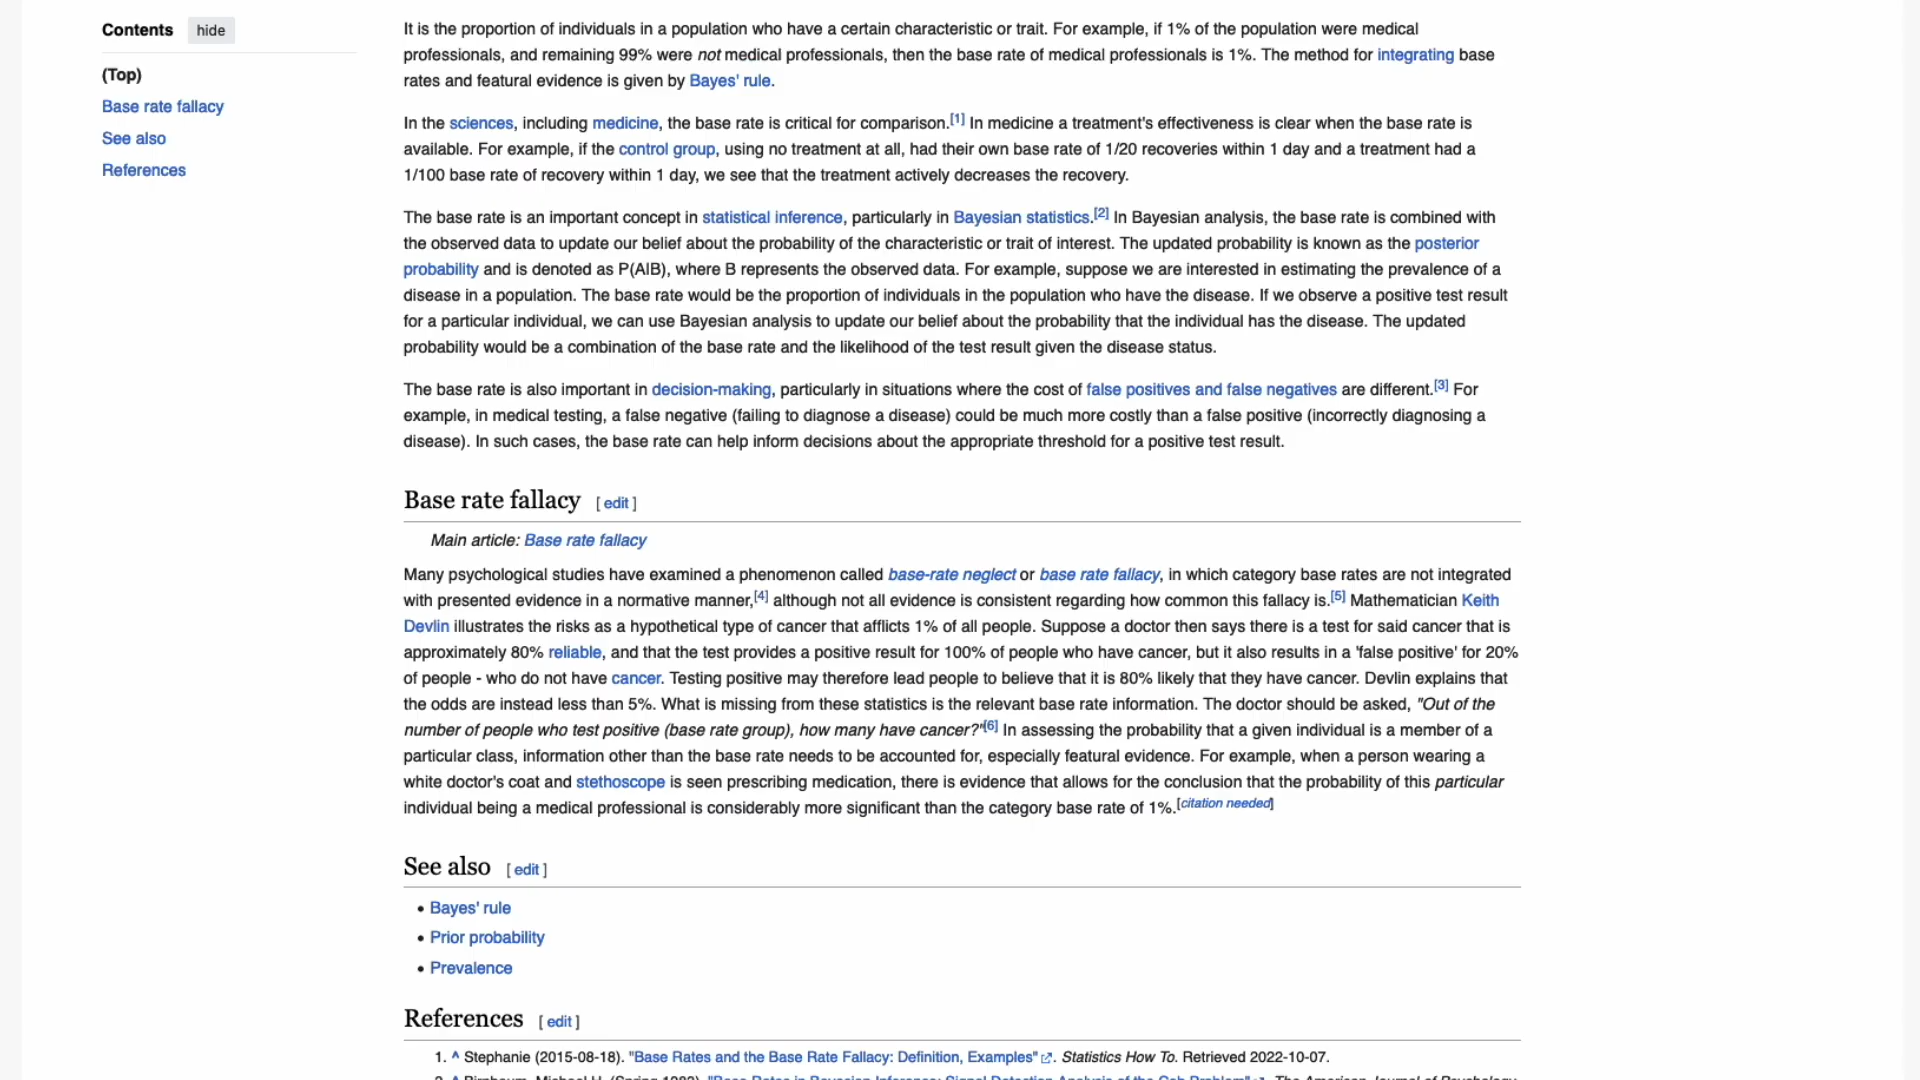 Contents hide
(Top)
Base rate fallacy
See also
References
It is the proportion of individuals in a population who have a certain characteristic or trait. For example, if 1% of the population were medical
professionals, and remaining 99% were not medical professionals, then the base rate of medical professionals is 1%. The method for integrating base
rates and featural evidence is given by Bayes' rule.
In the sciences, including medicine, the base rate is critical for comparison.[1] In medicine a treatment's effectiveness is clear when the base rate is
available. For example, if the control group, using no treatment at all, had their own base rate of 1/20 recoveries within 1 day and a treatment had a
1/100 base rate of recovery within 1 day, we see that the treatment actively decreases the recovery.
The base rate is an important concept in statistical inference, particularly in Bayesian statistics.[2] In Bayesian analysis, the base rate is combined with
the observed data to update our belief about the probability of the characteristic or trait of interest. The updated probability is known as the posterior
probability and is denoted as P(A|B), where B represents the observed data. For example, suppose we are interested in estimating the prevalence of a
disease in a population. The base rate would be the proportion of individuals in the population who have the disease. If we observe a positive test result
for a particular individual, we can use Bayesian analysis to update our belief about the probability that the individual has the disease. The updated
probability would be a combination of the base rate and the likelihood of the test result given the disease status.
The base rate is also important in decision-making, particularly in situations where the cost of false positives and false negatives are different.[3] For
example, in medical testing, a false negative (failing to diagnose a disease) could be much more costly than a false positive (incorrectly diagnosing a
disease). In such cases, the base rate can help inform decisions about the appropriate threshold for a positive test result.
Base rate fallacy [ edit ]
Main article: Base rate fallacy
Many psychological studies have examined a phenomenon called base-rate neglect or base rate fallacy, in which category base rates are not integrated
with presented evidence in a normative manner,[4] although not all evidence is consistent regarding how common this fallacy is.[5] Mathematician Keith
Devlin illustrates the risks as a hypothetical type of cancer that afflicts 1% of all people. Suppose a doctor then says there is a test for said cancer that is
approximately 80% reliable, and that the test provides a positive result for 100% of people who have cancer, but it also results in a 'false positive' for 20%
of people - who do not have cancer. Testing positive may therefore lead people to believe that it is 80% likely that they have cancer. Devlin explains that
the odds are instead less than 5%. What is missing from these statistics is the relevant base rate information. The doctor should be asked, "Out of the
number of people who test positive (base rate group), how many have cancer?"[6] In assessing the probability that a given individual is a member of a
particular class, information other than the base rate needs to be accounted for, especially featural evidence. For example, when a person wearing a
white doctor's coat and stethoscope is seen prescribing medication, there is evidence that allows for the conclusion that the probability of this particular
individual being a medical professional is considerably more significant than the category base rate of 1%.[citation needed]
See also [ edit ]
• Bayes' rule
• Prior probability
• Prevalence
References [ edit ]
1. ^ Stephanie (2015-08-18). "Base Rates and the Base Rate Fallacy: Definition, Examples". Statistics How To. Retrieved 2022-10-07.
2. ^ Birnbaum, Michael H. (Spring 1983). "Base Rates in Bayesian Inference: Signal Detection Analysis of the Cab Problem". The American Journal of Psychology.